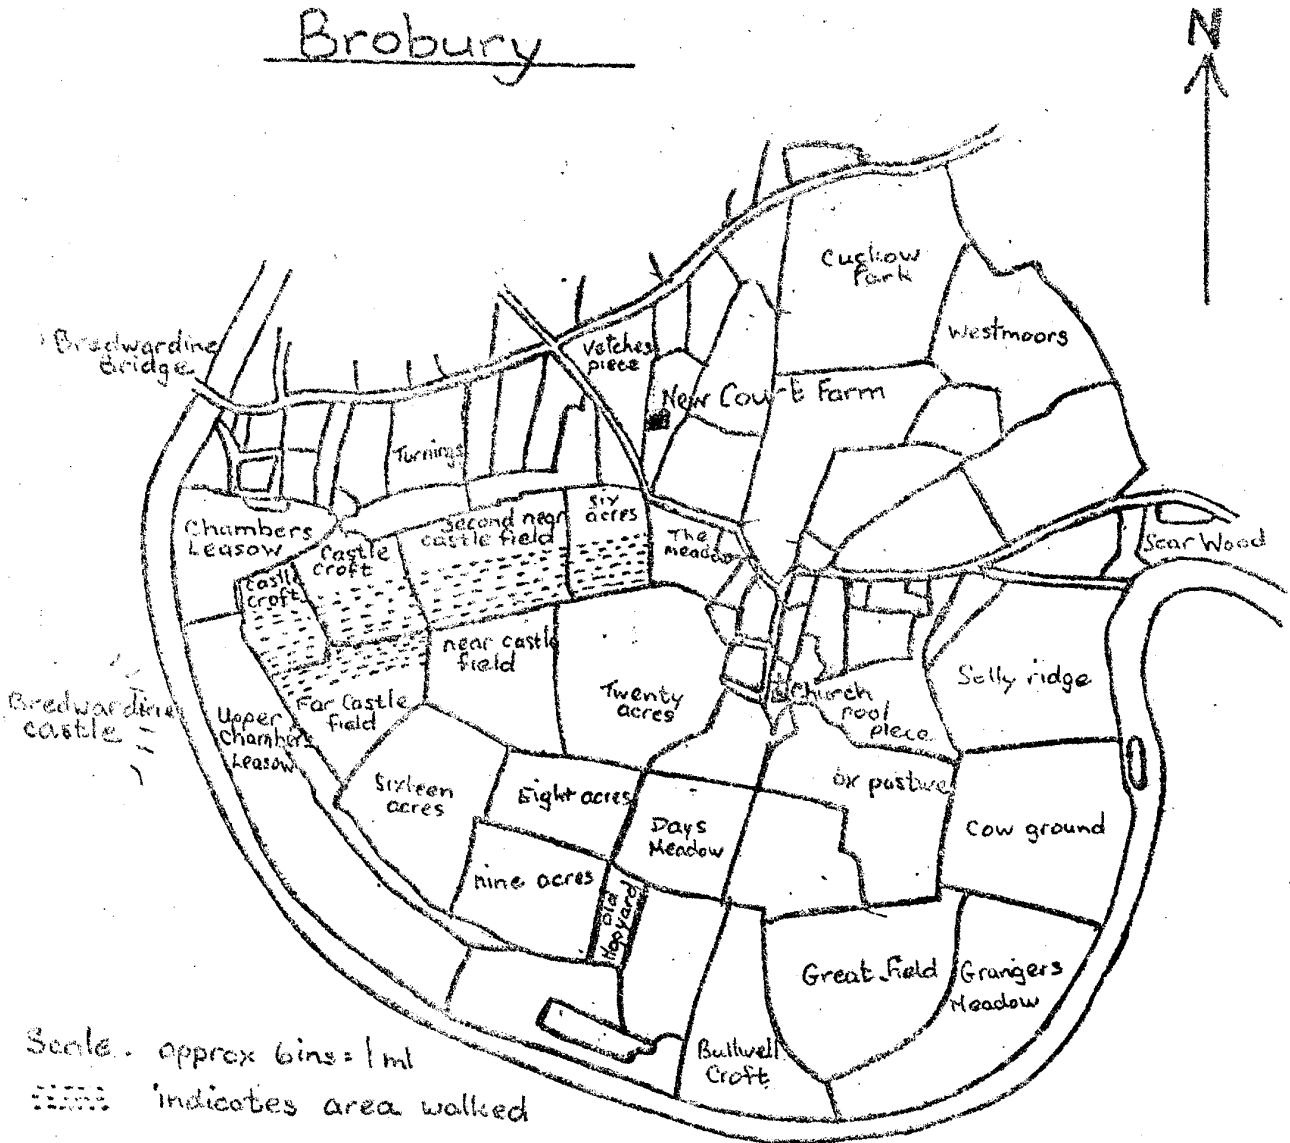 Brobury
N
Cuckow
Park
Westmoors
Bredwardine
Bridge
Vetches
piece
New Court Farm
Turnings
Chambers
Leasow
Castle
Croft
Castle
Croft
Second near
castle field
six
acres
The
meadow
Scar Wood
near castle
field
Far Castle
field
Twenty
acres
Church
roof
piece
Selly ridge
Bredwardine
castle
Upper
Chambers
Leasow
Sixteen
acres
Eight acres
Days
Meadow
ox pasture
Cow ground
nine acres
old
Hopyard
Great field
Grangers
Meadow
Bullwell
Croft
Scale. approx 6ins = 1 ml
indicates area walked